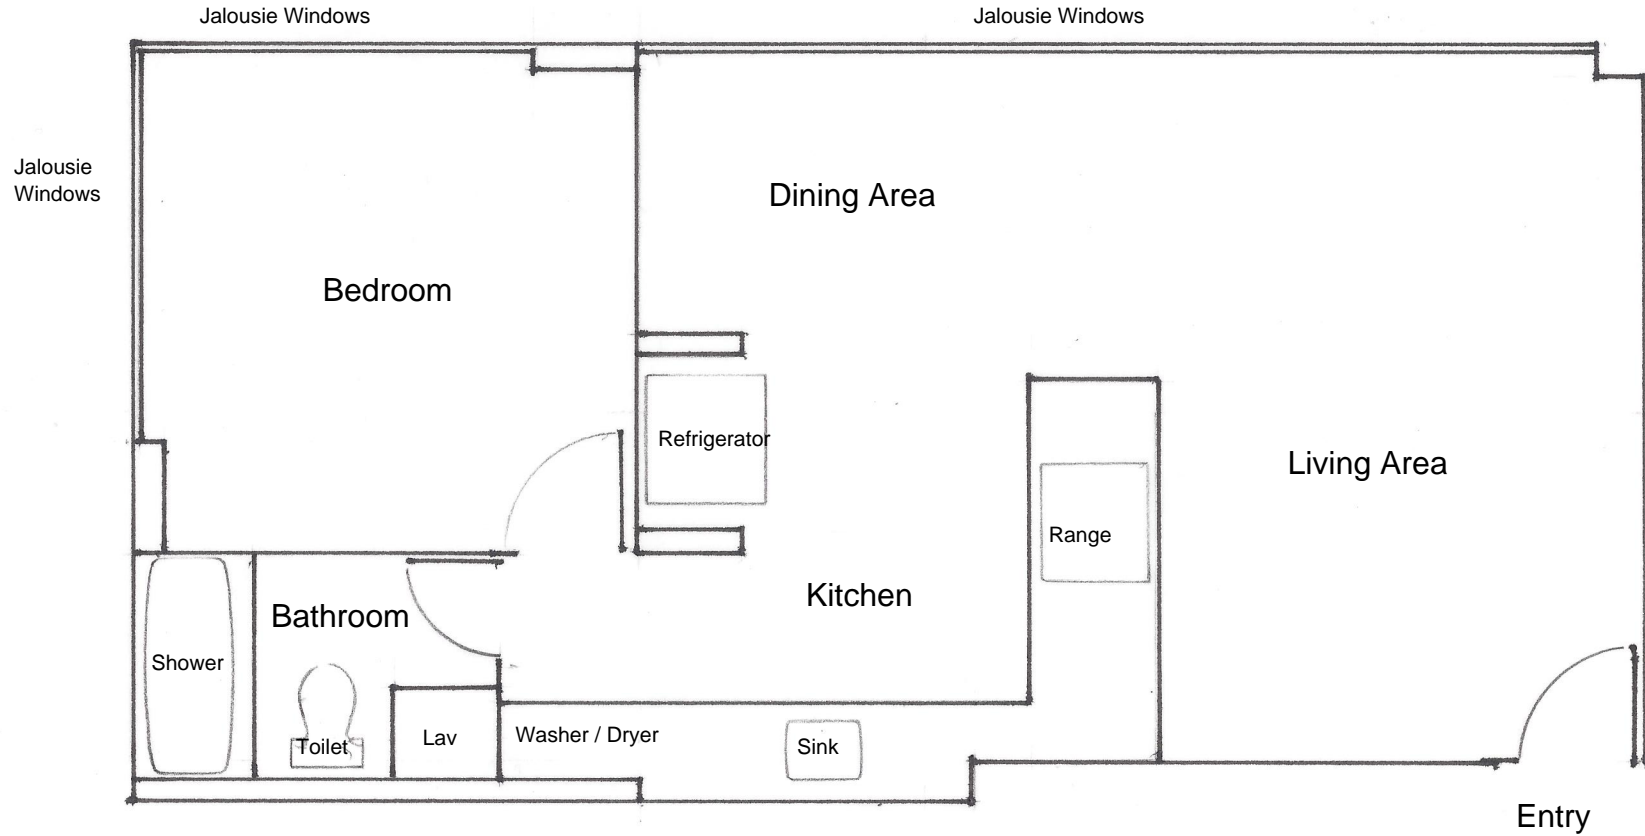 Jalousie Windows
Jalousie Windows
Jalousie
Windows
Dining Area
Bedroom
Refrigerator
Living Area
Range
Kitchen
Bathroom
Shower
Toilet
Lav
Washer / Dryer
Sink
Entry